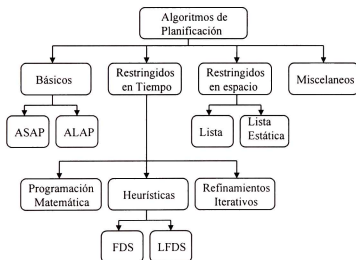 Algoritmos de
Planificación
Básicos
Restringidos
en Tiempo
Restringidos
en espacio
Miscelaneos
ASAP
ALAP
Lista
Lista
Estática
Programación
Matemática
Heurísticas
Refinamientos
Iterativos
FDS
LFDS